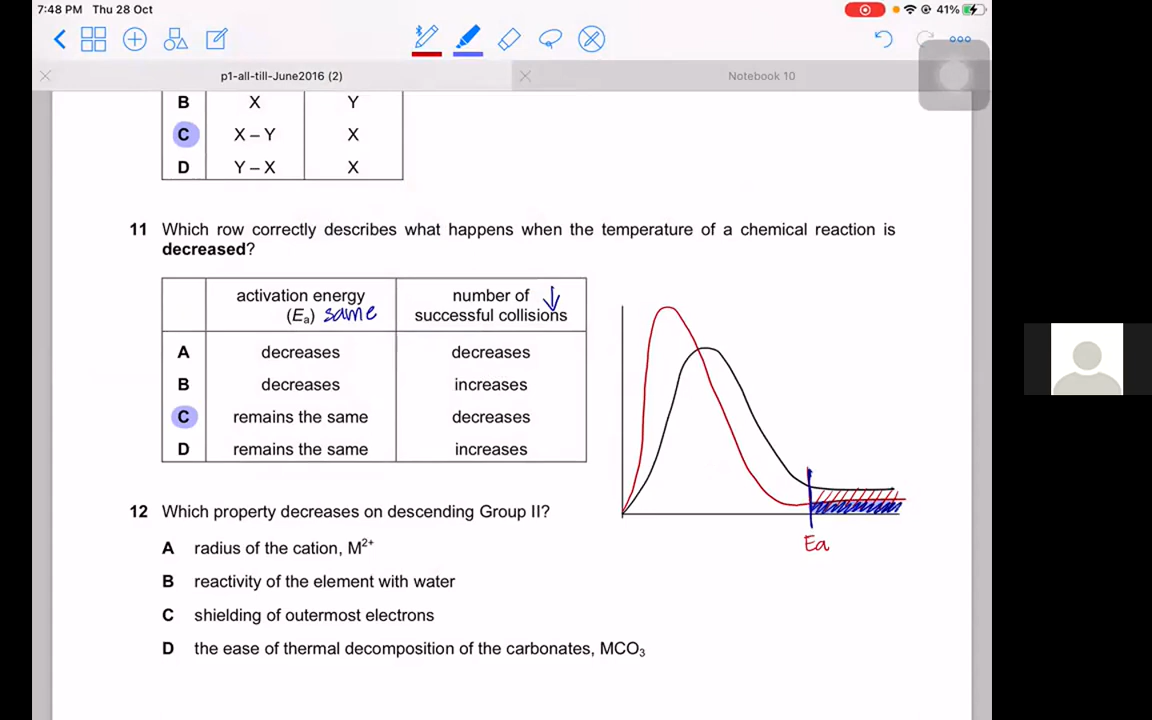 7:48 PM Thu 28 Oct
41%
p1-all-till-June2016 (2)
Notebook 10
B X Y
C X – Y X
D Y – X X
11 Which row correctly describes what happens when the temperature of a chemical reaction is
decreased?
activation energy
(Ea) same
number of
successful collisions
A decreases decreases
B decreases increases
C remains the same decreases
D remains the same increases
Ea
12 Which property decreases on descending Group II?
A radius of the cation, M2+
B reactivity of the element with water
C shielding of outermost electrons
D the ease of thermal decomposition of the carbonates, MCO3